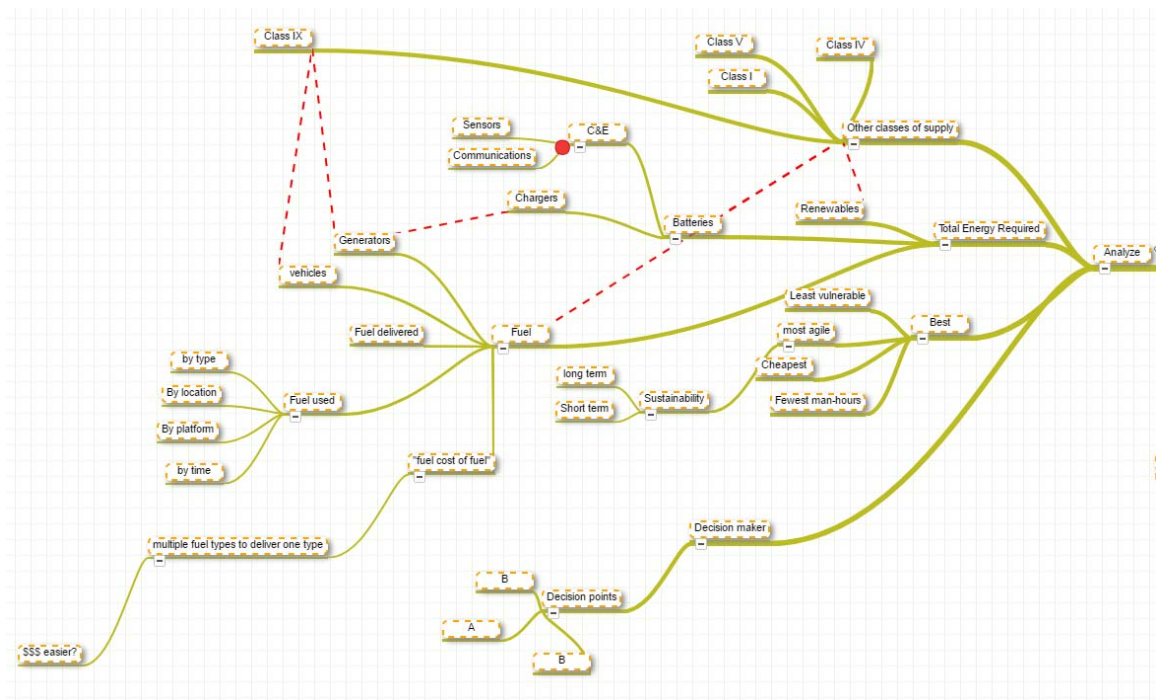 Class IX
Class V
Class IV
Class I
Other classes of supply
Sensors
C&E
Communications
Chargers
Batteries
Renewables
Total Energy Required
Generators
Analyze
vehicles
Least vulnerable
Fuel delivered
Fuel
most agile
Best
by type
Cheapest
By location
Fuel used
long term
Sustainability
Fewest man-hours
Short term
By platform
by time
"fuel cost of fuel"
multiple fuel types to deliver one type
Decision maker
B
Decision points
A
B
$$$ easier?